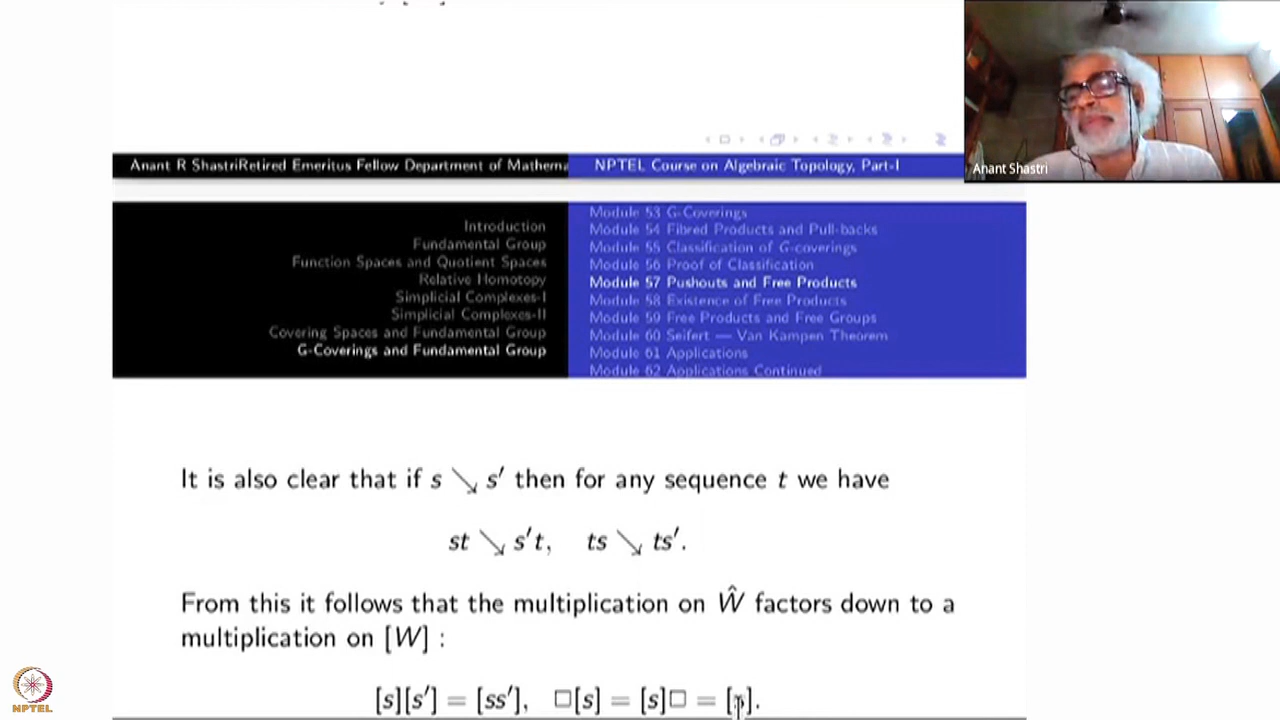 Anant R ShastriRetired Emeritus Fellow Department of Mathema
NPTEL Course on Algebraic Topology, Part-I
Anant Shastri
Introduction
Fundamental Group
Function Spaces and Quotient Spaces
Relative Homotopy
Simplicial Complexes-I
Simplicial Complexes-II
Covering Spaces and Fundamental Group
G-Coverings and Fundamental Group
Module 53 G-Coverings
Module 54 Fibred Products and Pull-backs
Module 55 Classification of G-coverings
Module 56 Proof of Classification
Module 57 Pushouts and Free Products
Module 58 Existence of Free Products
Module 59 Free Products and Free Groups
Module 60 Seifert — Van Kampen Theorem
Module 61 Applications
Module 62 Applications Continued
It is also clear that if s ↘ s′ then for any sequence t we have
st ↘ s′t, ts ↘ ts′.
From this it follows that the multiplication on Ŵ factors down to a
multiplication on [W] :
[s][s′] = [ss′], □[s] = [s]□ = [s].
NPTEL